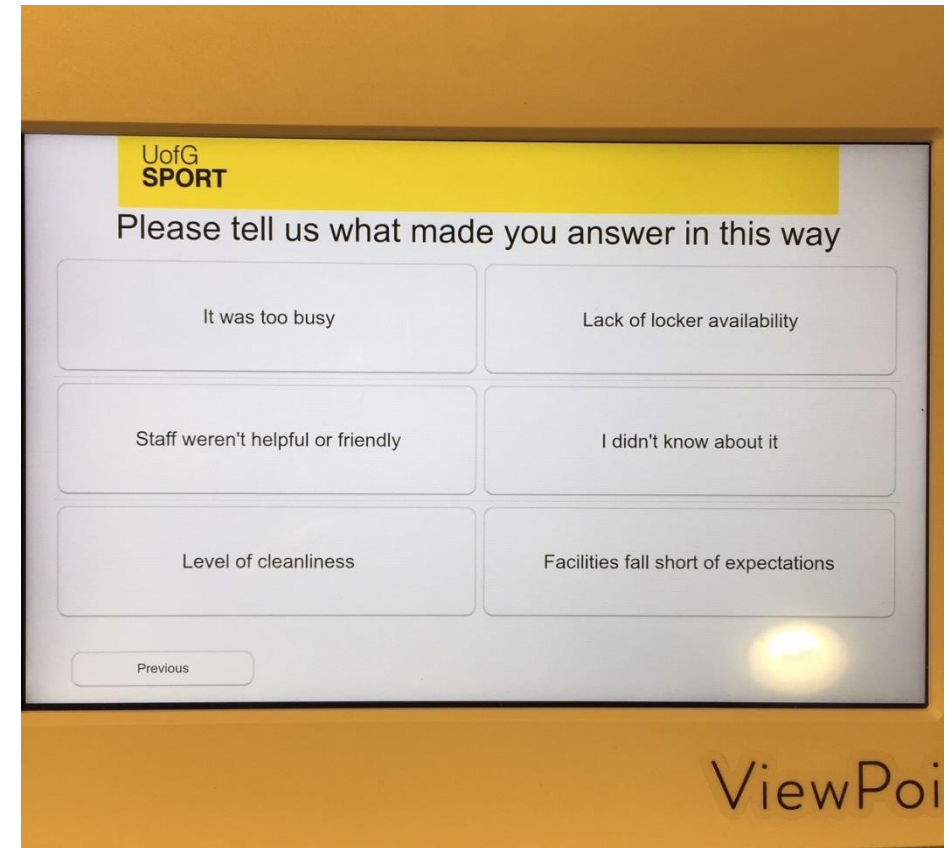 UofG
SPORT
Please tell us what made you answer in this way
It was too busy
Lack of locker availability
Staff weren't helpful or friendly
I didn't know about it
Level of cleanliness
Facilities fall short of expectations
Previous
ViewPoi